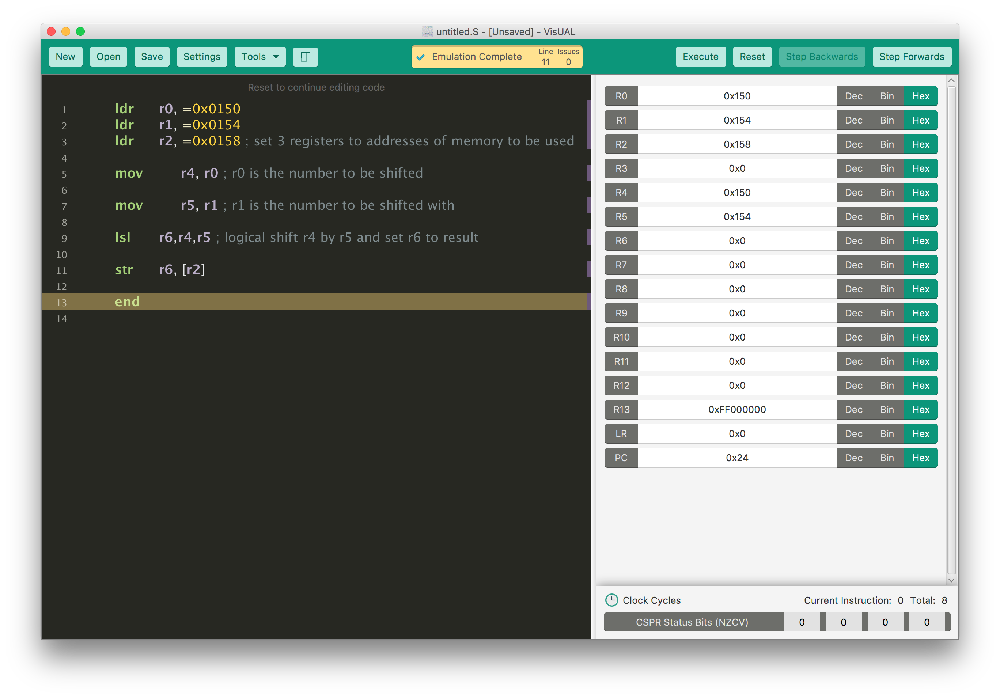 untitled.S - [Unsaved] - VisUAL
New Open Save Settings Tools Emulation Complete Line 11 Issues 0 Execute Reset Step Backwards Step Forwards
Reset to continue editing code
1 ldr r0, =0x0150
2 ldr r1, =0x0154
3 ldr r2, =0x0158 ; set 3 registers to addresses of memory to be used
4
5 mov r4, r0 ; r0 is the number to be shifted
6
7 mov r5, r1 ; r1 is the number to be shifted with
8
9 lsl r6,r4,r5 ; logical shift r4 by r5 and set r6 to result
10
11 str r6, [r2]
12
13 end
14
R0 0x150 Dec Bin Hex
R1 0x154 Dec Bin Hex
R2 0x158 Dec Bin Hex
R3 0x0 Dec Bin Hex
R4 0x150 Dec Bin Hex
R5 0x154 Dec Bin Hex
R6 0x0 Dec Bin Hex
R7 0x0 Dec Bin Hex
R8 0x0 Dec Bin Hex
R9 0x0 Dec Bin Hex
R10 0x0 Dec Bin Hex
R11 0x0 Dec Bin Hex
R12 0x0 Dec Bin Hex
R13 0xFF000000 Dec Bin Hex
LR 0x0 Dec Bin Hex
PC 0x24 Dec Bin Hex
Clock Cycles Current Instruction: 0 Total: 8
CSPR Status Bits (NZCV) 0 0 0 0